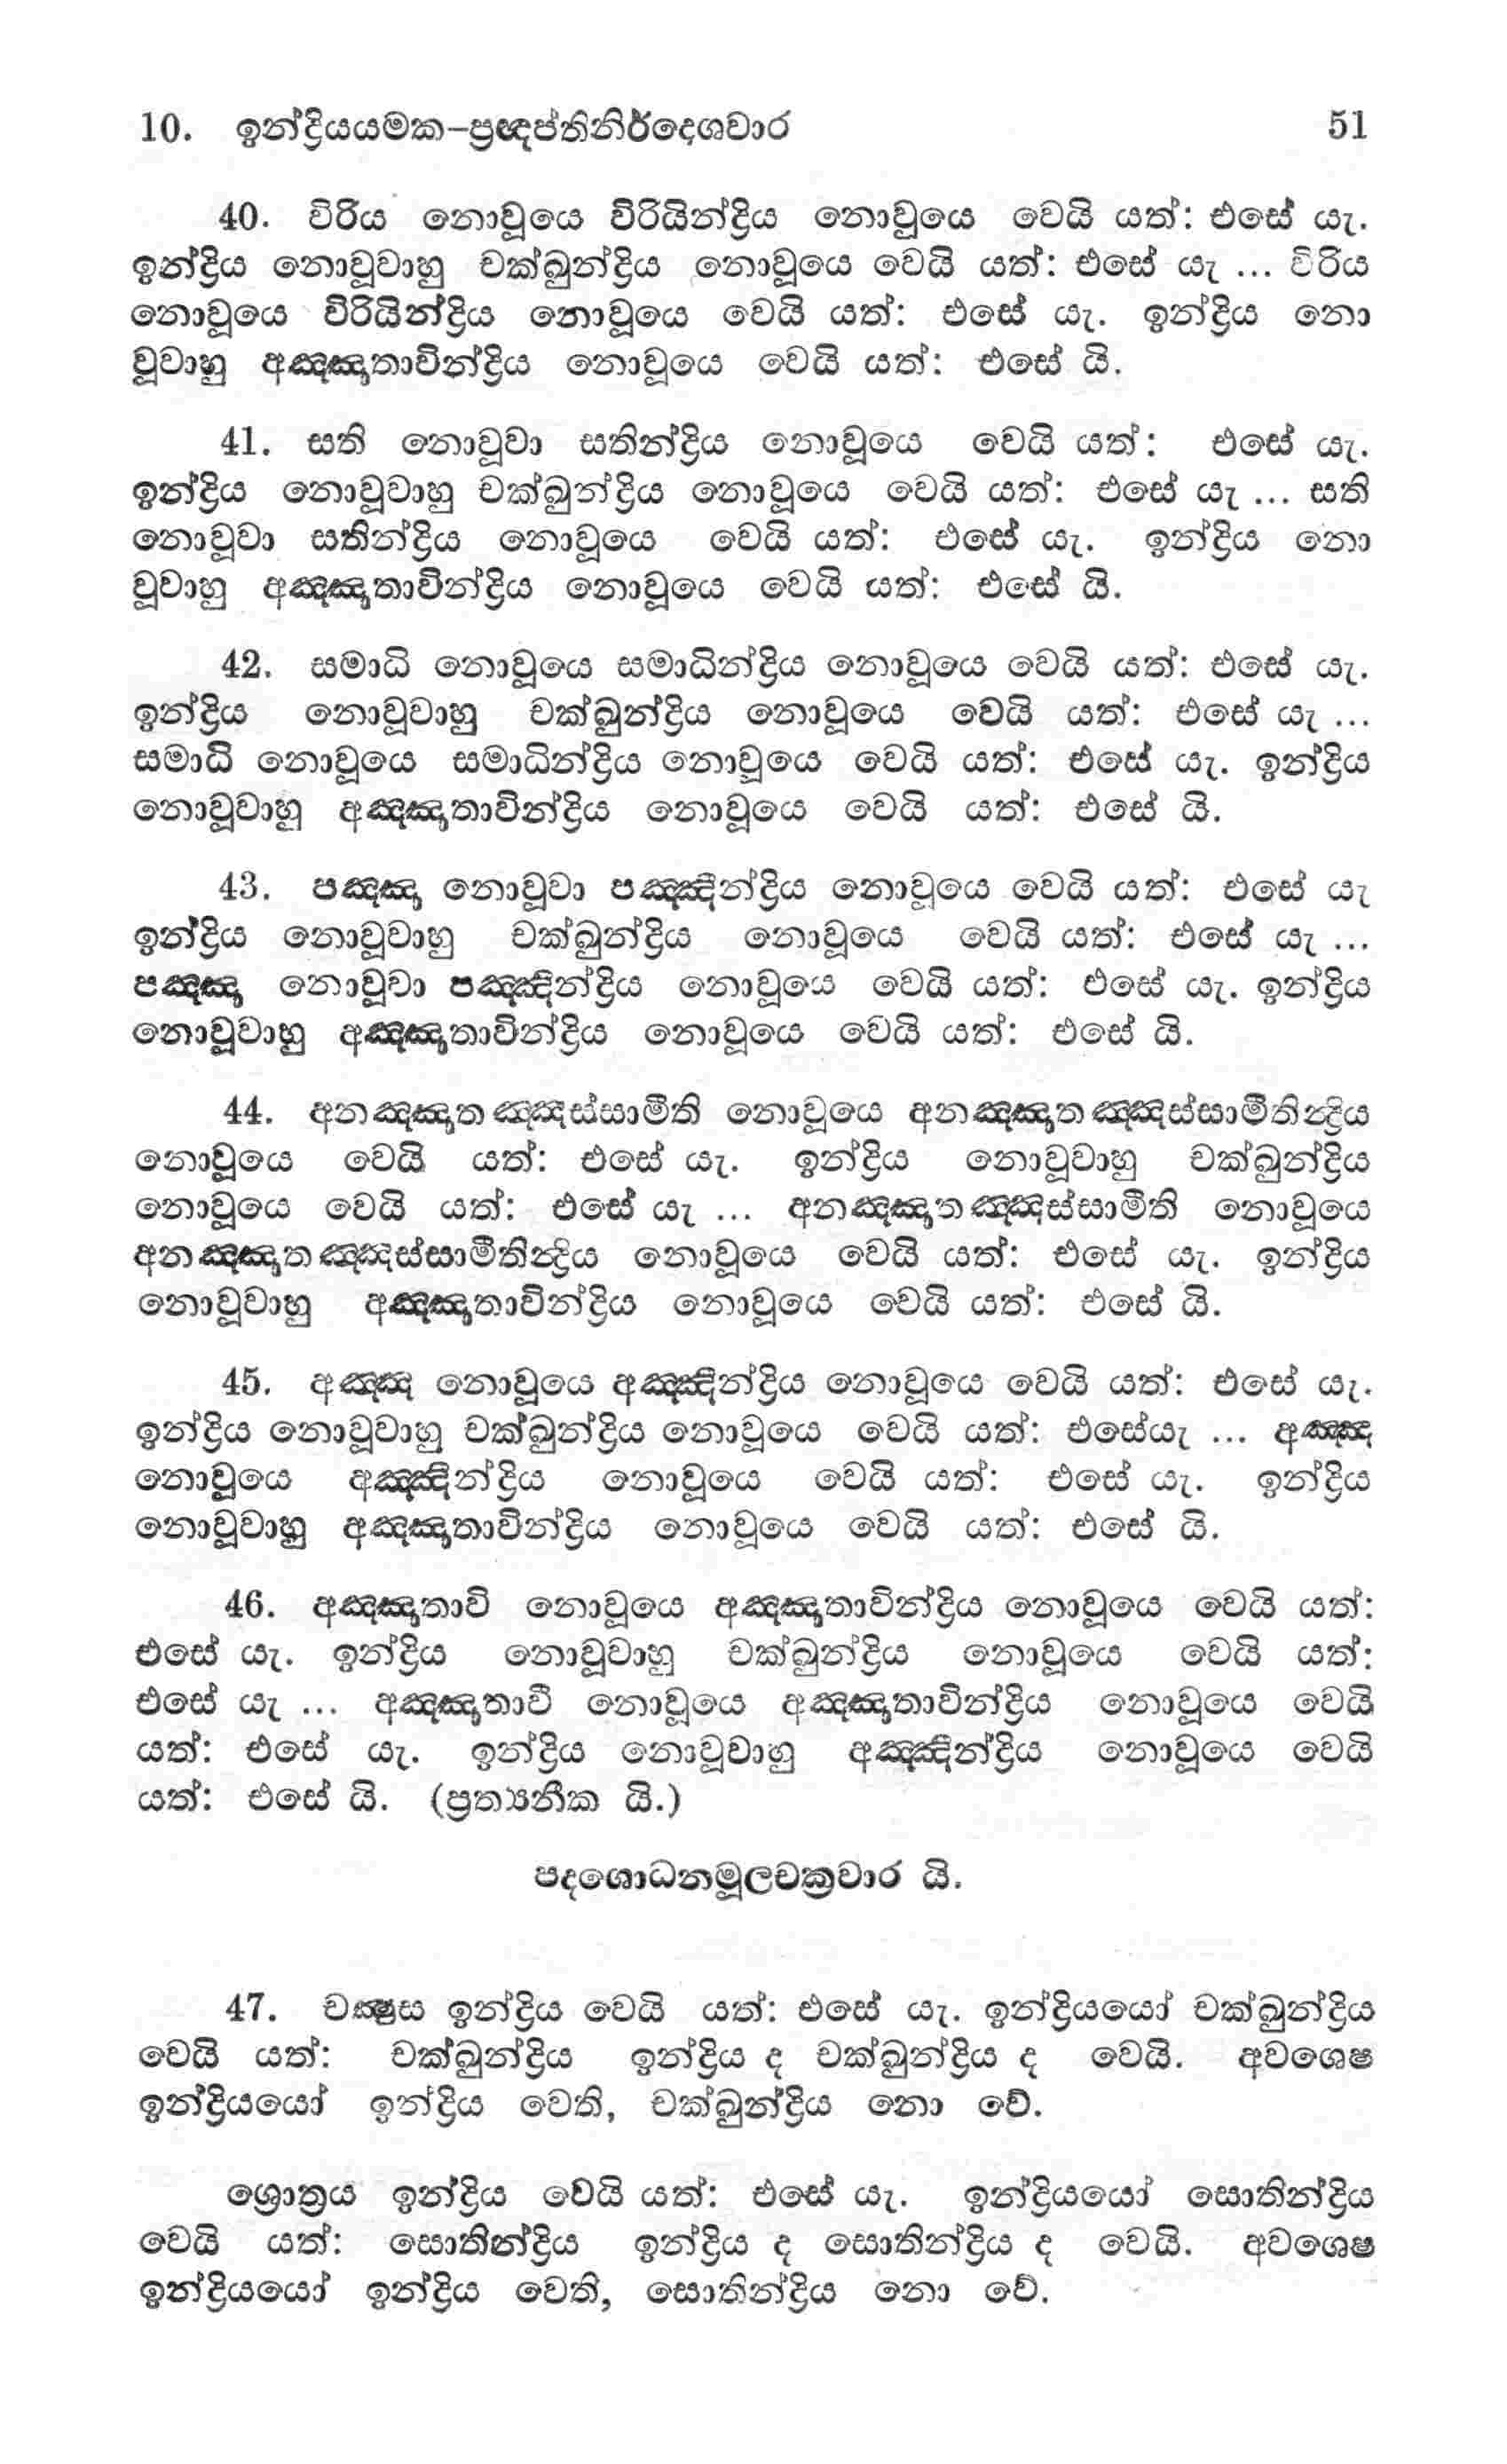 10. ඉන්ද්‍රියයමක–ප්‍රඥප්තිනිර්දෙශවාර 51
40. විරිය නොවූයෙ විරියින්ද්‍රිය නොවූයෙ වෙයි යත්: එසේ යැ.
ඉන්ද්‍රිය නොවූවාහු චක්ඛුන්ද්‍රිය නොවූයෙ වෙයි යත්: එසේ යැ ... විරිය
නොවූයෙ විරියින්ද්‍රිය නොවූයෙ වෙයි යත්: එසේ යැ. ඉන්ද්‍රිය නො
වූවාහු අඤ්ඤාතාවින්ද්‍රිය නොවූයෙ වෙයි යත්: එසේ යි.
41. සති නොවූවා සතින්ද්‍රිය නොවූයෙ වෙයි යත්: එසේ යැ.
ඉන්ද්‍රිය නොවූවාහු චක්ඛුන්ද්‍රිය නොවූයෙ වෙයි යත්: එසේ යැ ... සති
නොවූවා සතින්ද්‍රිය නොවූයෙ වෙයි යත්: එසේ යැ. ඉන්ද්‍රිය නො
වූවාහු අඤ්ඤාතාවින්ද්‍රිය නොවූයෙ වෙයි යත්: එසේ යි.
42. සමාධි නොවූයෙ සමාධින්ද්‍රිය නොවූයෙ වෙයි යත්: එසේ යැ.
ඉන්ද්‍රිය නොවූවාහු චක්ඛුන්ද්‍රිය නොවූයෙ වෙයි යත්: එසේ යැ ...
සමාධි නොවූයෙ සමාධින්ද්‍රිය නොවූයෙ වෙයි යත්: එසේ යැ. ඉන්ද්‍රිය
නොවූවාහු අඤ්ඤාතාවින්ද්‍රිය නොවූයෙ වෙයි යත්: එසේ යි.
43. පඤ්ඤා නොවූවා පඤ්ඤින්ද්‍රිය නොවූයෙ වෙයි යත්: එසේ යැ
ඉන්ද්‍රිය නොවූවාහු චක්ඛුන්ද්‍රිය නොවූයෙ වෙයි යත්: එසේ යැ ...
පඤ්ඤා නොවූවා පඤ්ඤින්ද්‍රිය නොවූයෙ වෙයි යත්: එසේ යැ. ඉන්ද්‍රිය
නොවූවාහු අඤ්ඤාතාවින්ද්‍රිය නොවූයෙ වෙයි යත්: එසේ යි.
44. අනඤ්ඤාතඤ්ඤස්සාමීති නොවූයෙ අනඤ්ඤාතඤ්ඤස්සාමීතින්ද්‍රිය
නොවූයෙ වෙයි යත්: එසේ යැ. ඉන්ද්‍රිය නොවූවාහු චක්ඛුන්ද්‍රිය
නොවූයෙ වෙයි යත්: එසේ යැ ... අනඤ්ඤාතඤ්ඤස්සාමීති නොවූයෙ
අනඤ්ඤාතඤ්ඤස්සාමීතින්ද්‍රිය නොවූයෙ වෙයි යත්: එසේ යැ. ඉන්ද්‍රිය
නොවූවාහු අඤ්ඤාතාවින්ද්‍රිය නොවූයෙ වෙයි යත්: එසේ යි.
45. අඤ්ඤ නොවූයෙ අඤ්ඤින්ද්‍රිය නොවූයෙ වෙයි යත්: එසේ යැ.
ඉන්ද්‍රිය නොවූවාහු චක්ඛුන්ද්‍රිය නොවූයෙ වෙයි යත්: එසේයැ ... අඤ්ඤ
නොවූයෙ අඤ්ඤින්ද්‍රිය නොවූයෙ වෙයි යත්: එසේ යැ. ඉන්ද්‍රිය
නොවූවාහු අඤ්ඤාතාවින්ද්‍රිය නොවූයෙ වෙයි යත්: එසේ යි.
46. අඤ්ඤාතාවි නොවූයෙ අඤ්ඤාතාවින්ද්‍රිය නොවූයෙ වෙයි යත්:
එසේ යැ. ඉන්ද්‍රිය නොවූවාහු චක්ඛුන්ද්‍රිය නොවූයෙ වෙයි යත්:
එසේ යැ ... අඤ්ඤාතාවී නොවූයෙ අඤ්ඤාතාවින්ද්‍රිය නොවූයෙ වෙයි
යත්: එසේ යැ. ඉන්ද්‍රිය නොවූවාහු අඤ්ඤින්ද්‍රිය නොවූයෙ වෙයි
යත්: එසේ යි. (ප්‍රත්‍යනීක යි.)
පදශොධනමූලචක්‍රවාර යි.
47. චක්‍ෂුස ඉන්ද්‍රිය වෙයි යත්: එසේ යැ. ඉන්ද්‍රියයෝ චක්ඛුන්ද්‍රිය
වෙයි යත්: චක්ඛුන්ද්‍රිය ඉන්ද්‍රිය ද චක්ඛුන්ද්‍රිය ද වෙයි. අවශෙෂ
ඉන්ද්‍රියයෝ ඉන්ද්‍රිය වෙති, චක්ඛුන්ද්‍රිය නො වේ.
ශ්‍රොත්‍රය ඉන්ද්‍රිය වෙයි යත්: එසේ යැ. ඉන්ද්‍රියයෝ සොතින්ද්‍රිය
වෙයි යත්: සොතින්ද්‍රිය ඉන්ද්‍රිය ද සොතින්ද්‍රිය ද වෙයි. අවශෙෂ
ඉන්ද්‍රියයෝ ඉන්ද්‍රිය වෙති, සොතින්ද්‍රිය නො වේ.